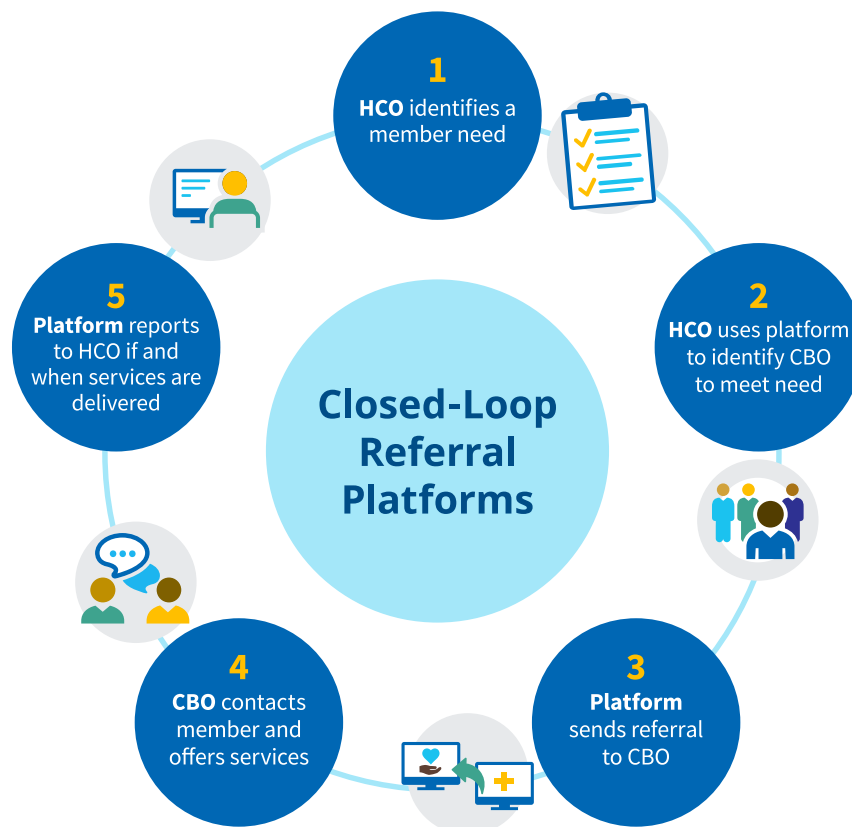 1
HCO identifies a
member need
2
HCO uses platform
to identify CBO
to meet need
3
Platform
sends referral
to CBO
4
CBO contacts
member and
offers services
5
Platform reports
to HCO if and
when services are
delivered
Closed-Loop
Referral
Platforms